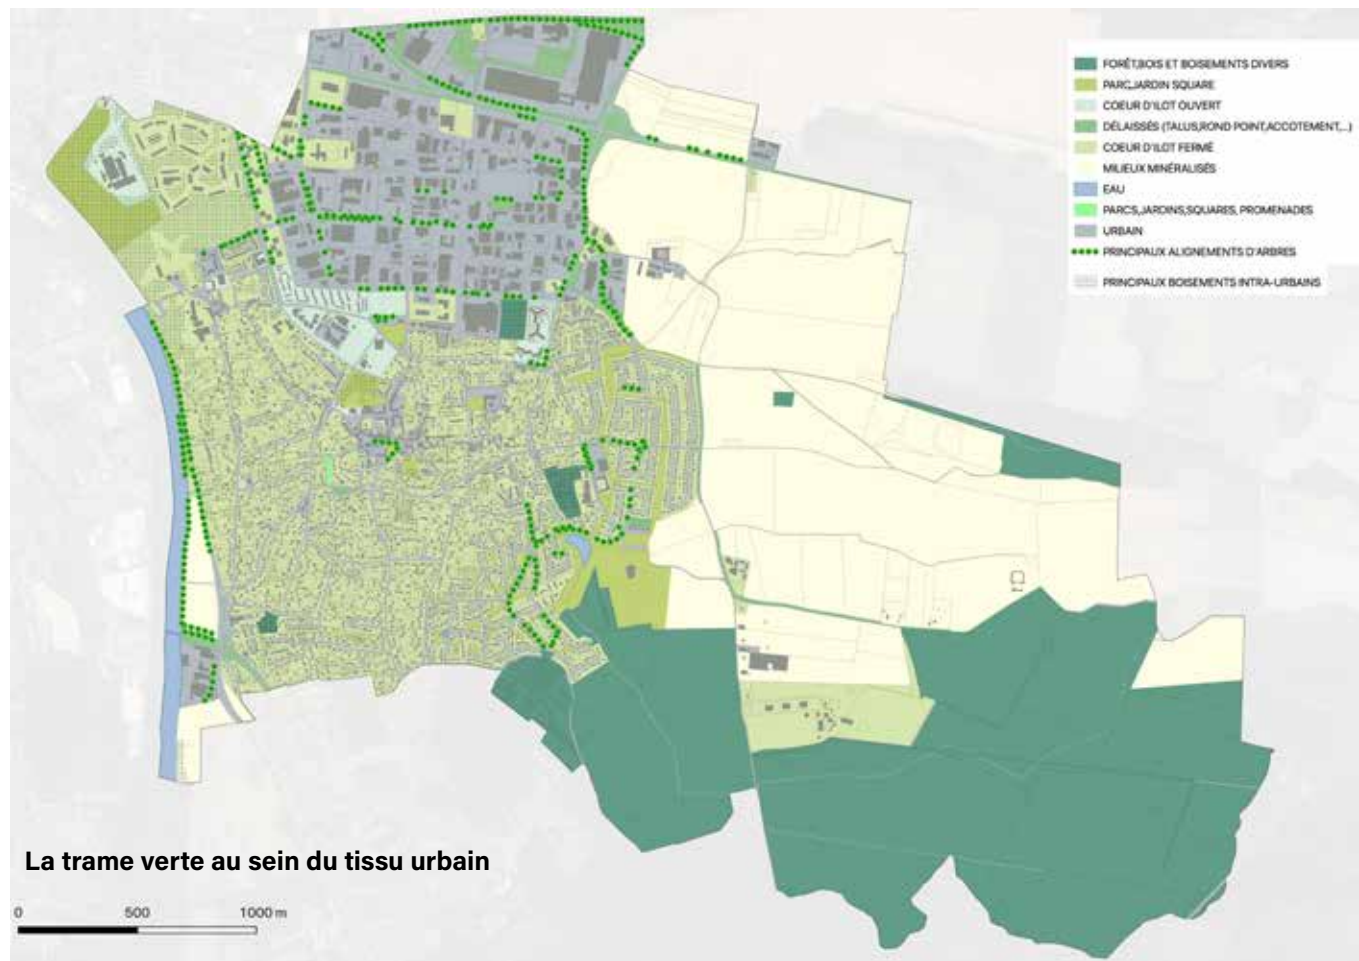 FORÊT,BOIS ET BOISEMENTS DIVERS
PARC,JARDIN SQUARE
COEUR D'ILOT OUVERT
DÉLAISSÉS (TALUS,ROND POINT,ACCOTEMENT,...)
COEUR D'ILOT FERMÉ
MILIEUX MINÉRALISÉS
EAU
PARCS,JARDINS,SQUARES, PROMENADES
URBAIN
PRINCIPAUX ALIGNEMENTS D'ARBRES
PRINCIPAUX BOISEMENTS INTRA-URBAINS
La trame verte au sein du tissu urbain
0 500 1000 m